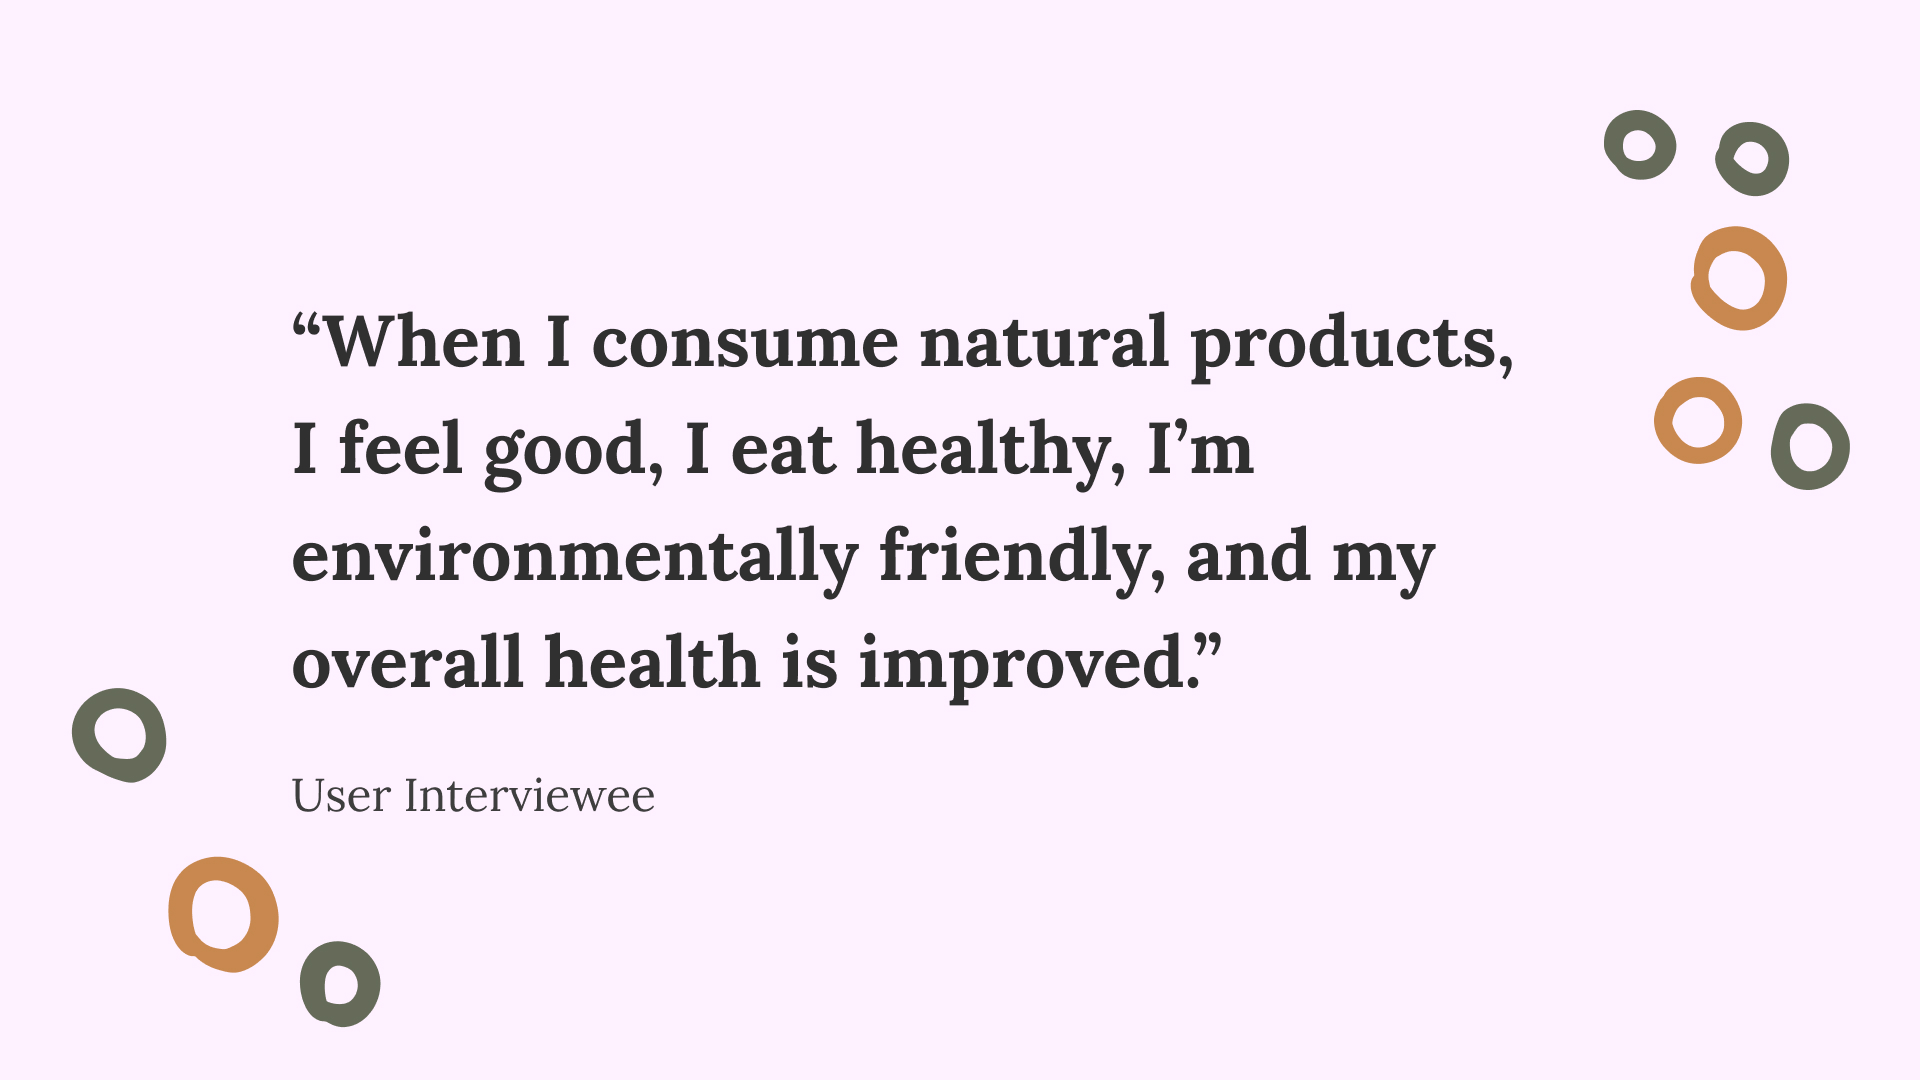 “When I consume natural products,
I feel good, I eat healthy, I’m
environmentally friendly, and my
overall health is improved.”
User Interviewee